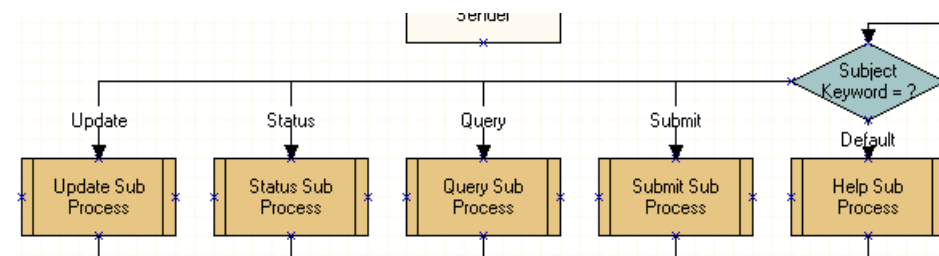 Sender
Subject
Keyword = ?
Update
Status
Query
Submit
Default
Update Sub
Process
Status Sub
Process
Query Sub
Process
Submit Sub
Process
Help Sub
Process